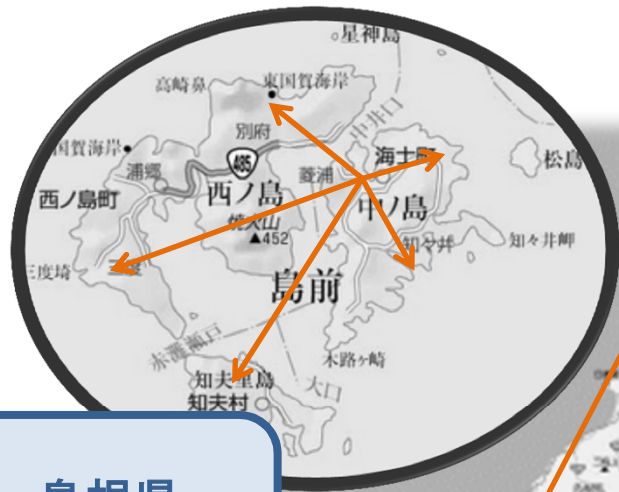 星神島
高崎鼻
東国賀海岸
中井口
別府
国賀海岸
485
海士町
松島
浦郷
菱浦
西ノ島町
西ノ島
中ノ島
焼火山
452
知々井
知々井岬
三度埼
島前
赤灘瀬戸
木路ヶ崎
知夫里島
大口
知夫村
島根県